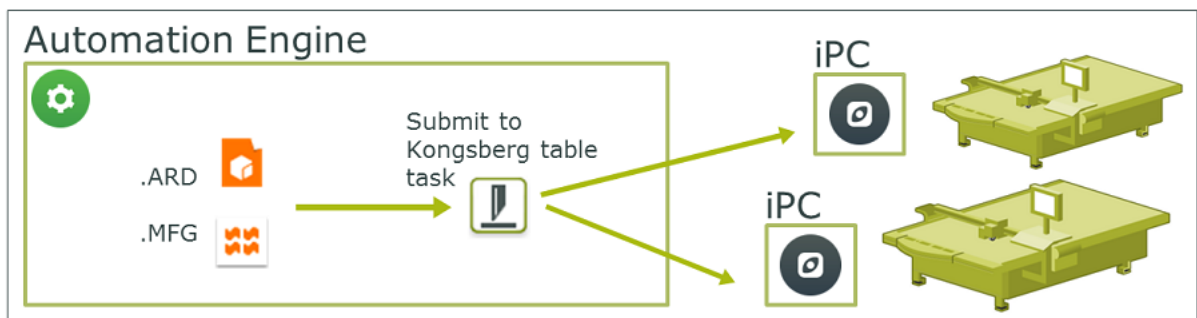 Automation Engine
iPC
Submit to
Kongsberg table
task
.ARD
.MFG
iPC